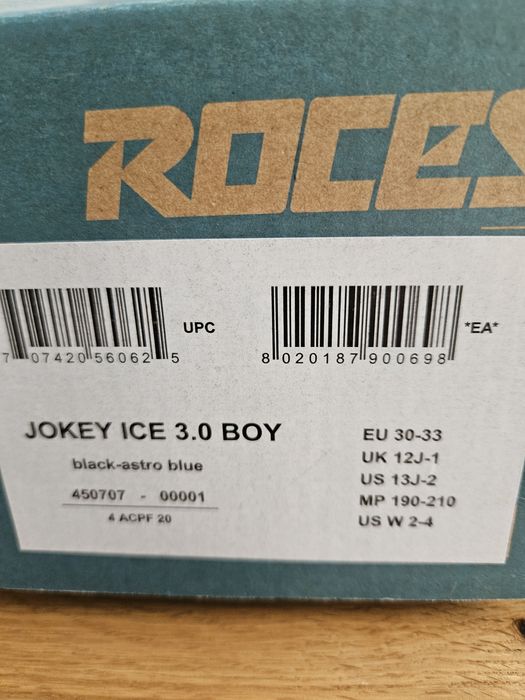 ROCES
UPC
*EA*
7 07420 56062 5
8 020187 900698
JOKEY ICE 3.0 BOY
black-astro blue
450707 - 00001
4 ACPF 20
EU 30-33
UK 12J-1
US 13J-2
MP 190-210
US W 2-4